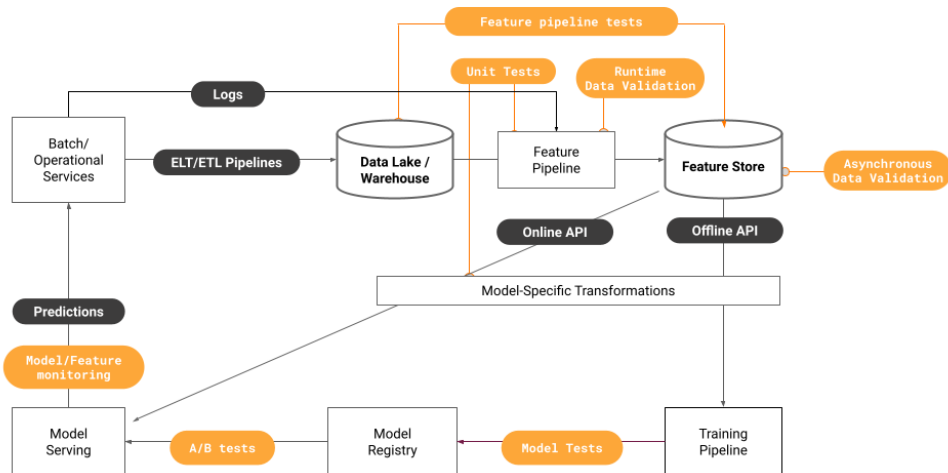 Feature pipeline tests
Unit Tests
Runtime
Data Validation
Logs
Batch/
Operational
Services
ELT/ETL Pipelines
Data Lake /
Warehouse
Feature
Pipeline
Feature Store
Asynchronous
Data Validation
Online API
Offline API
Model-Specific Transformations
Predictions
Model/Feature
monitoring
Model
Serving
A/B tests
Model
Registry
Model Tests
Training
Pipeline